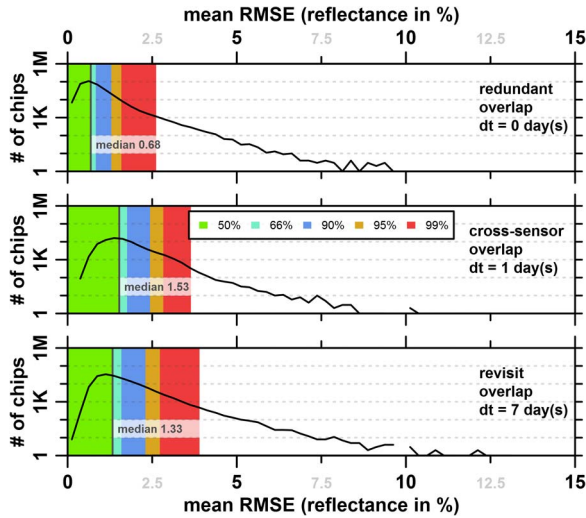 mean RMSE (reflectance in %)
0 2.5 5 7.5 10 12.5 15
1M
1K
1
# of chips
median 0.68
redundant
overlap
dt = 0 day(s)
1M
1K
1
# of chips
50% 66% 90% 95% 99%
median 1.53
cross-sensor
overlap
dt = 1 day(s)
1M
1K
1
# of chips
median 1.33
revisit
overlap
dt = 7 day(s)
0 2.5 5 7.5 10 12.5 15
mean RMSE (reflectance in %)